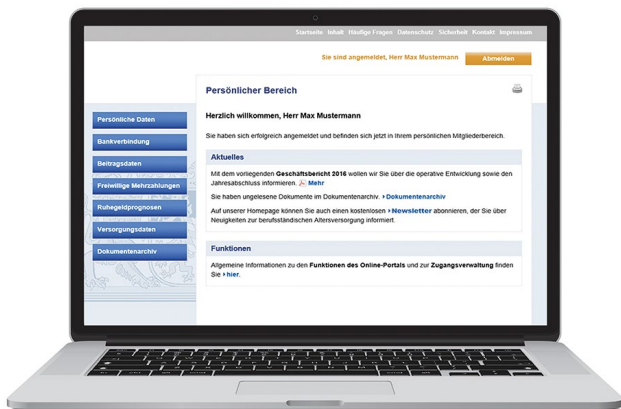 Startseite Inhalt Häufige Fragen Datenschutz Sicherheit Kontakt Impressum
Sie sind angemeldet, Herr Max Mustermann
Abmelden
Persönlicher Bereich
Herzlich willkommen, Herr Max Mustermann
Sie haben sich erfolgreich angemeldet und befinden sich jetzt in Ihrem persönlichen Mitgliederbereich.
Persönliche Daten
Bankverbindung
Beitragsdaten
Freiwillige Mehrzahlungen
Ruhegeldprognosen
Versorgungsdaten
Dokumentenarchiv
Aktuelles
Mit dem vorliegenden Geschäftsbericht 2016 wollen wir Sie über die operative Entwicklung sowie den
Jahresabschluss informieren. Mehr
Sie haben ungelesene Dokumente im Dokumentenarchiv. Dokumentenarchiv
Auf unserer Homepage können Sie auch einen kostenlosen Newsletter abonnieren, der Sie über
Neuigkeiten zur berufsständischen Altersversorgung informiert.
Funktionen
Allgemeine Informationen zu den Funktionen des Online-Portals und zur Zugangsverwaltung finden
Sie hier.